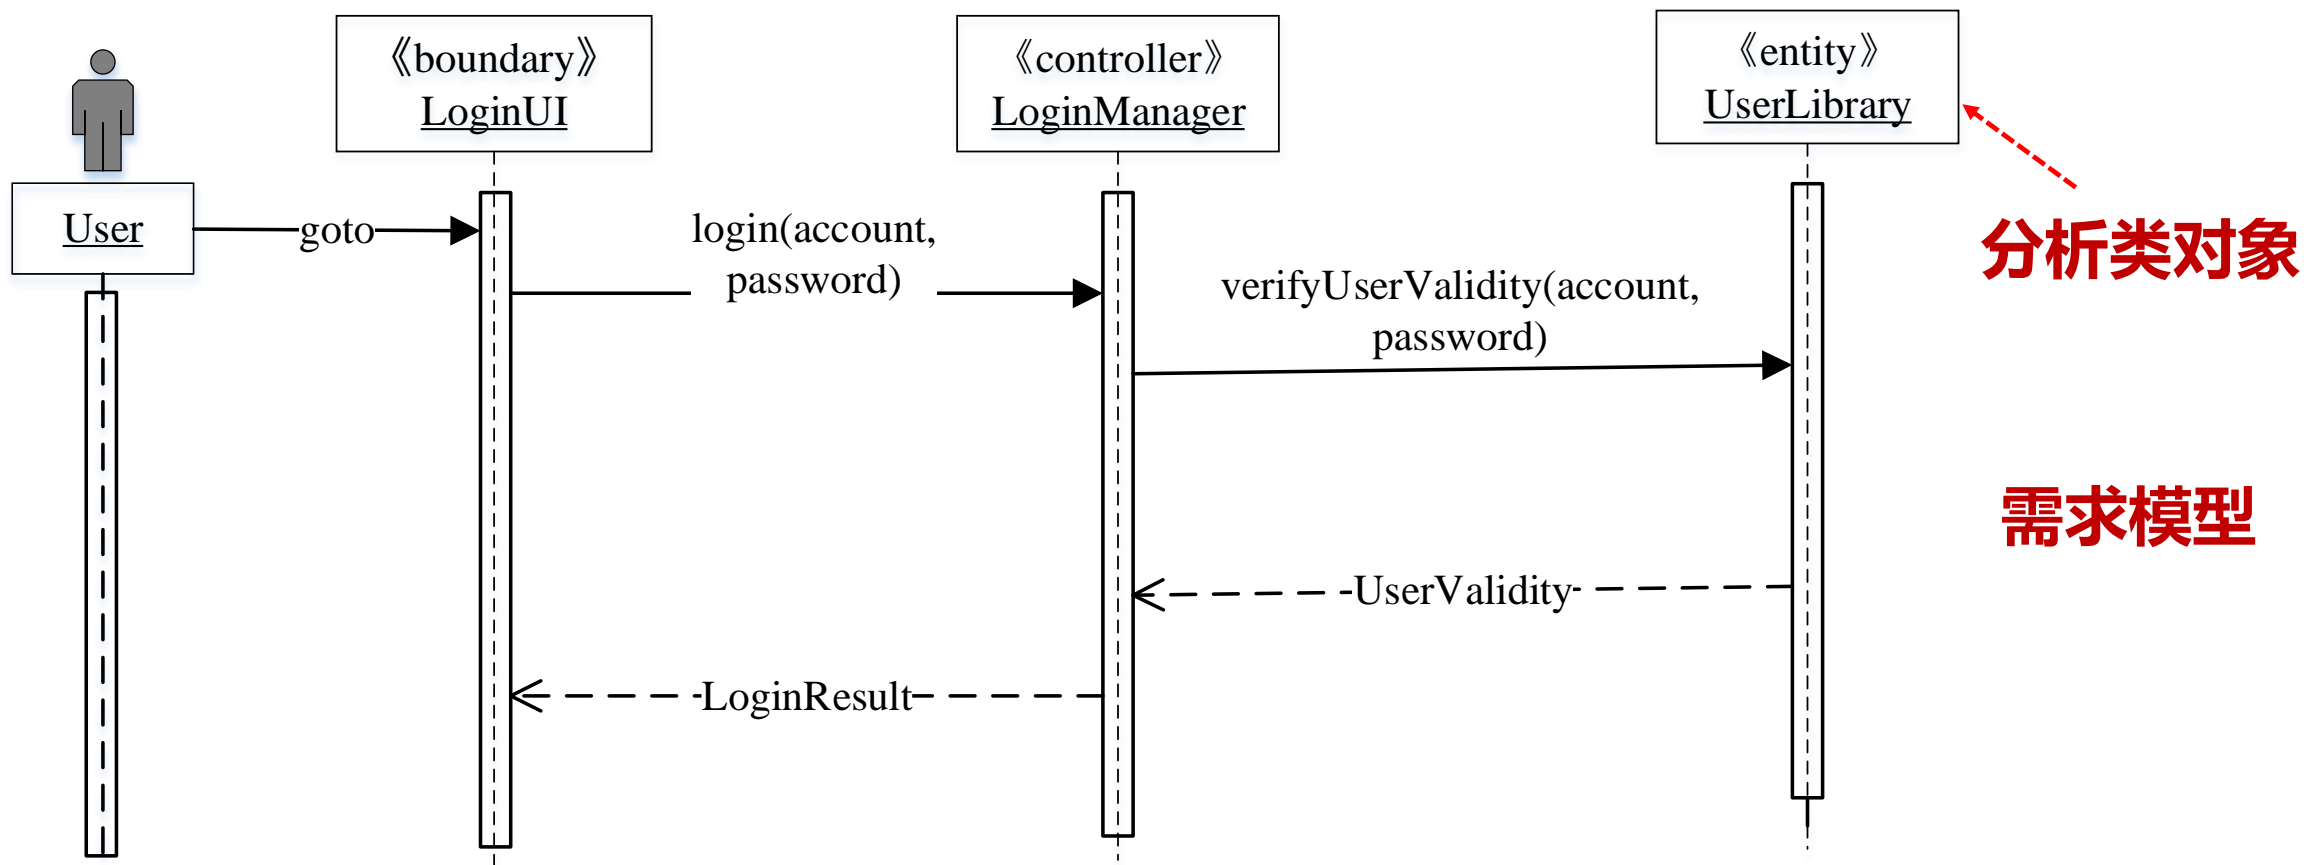 《boundary》
LoginUI
《controller》
LoginManager
《entity》
UserLibrary
User
goto
login(account,
password)
verifyUserValidity(account,
password)
分析类对象
需求模型
UserValidity
LoginResult